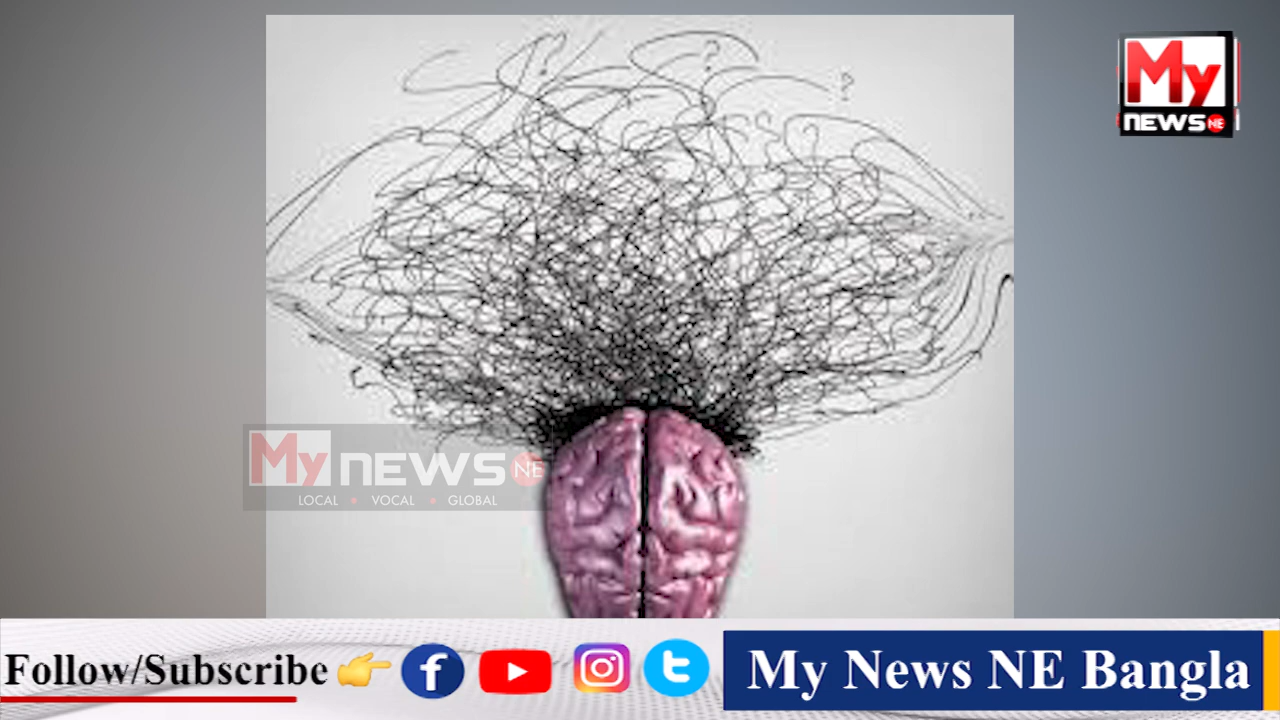 ? ? ?
My
NEWS NE
My NEWS NE
LOCAL • VOCAL • GLOBAL
Follow/Subscribe
My News NE Bangla